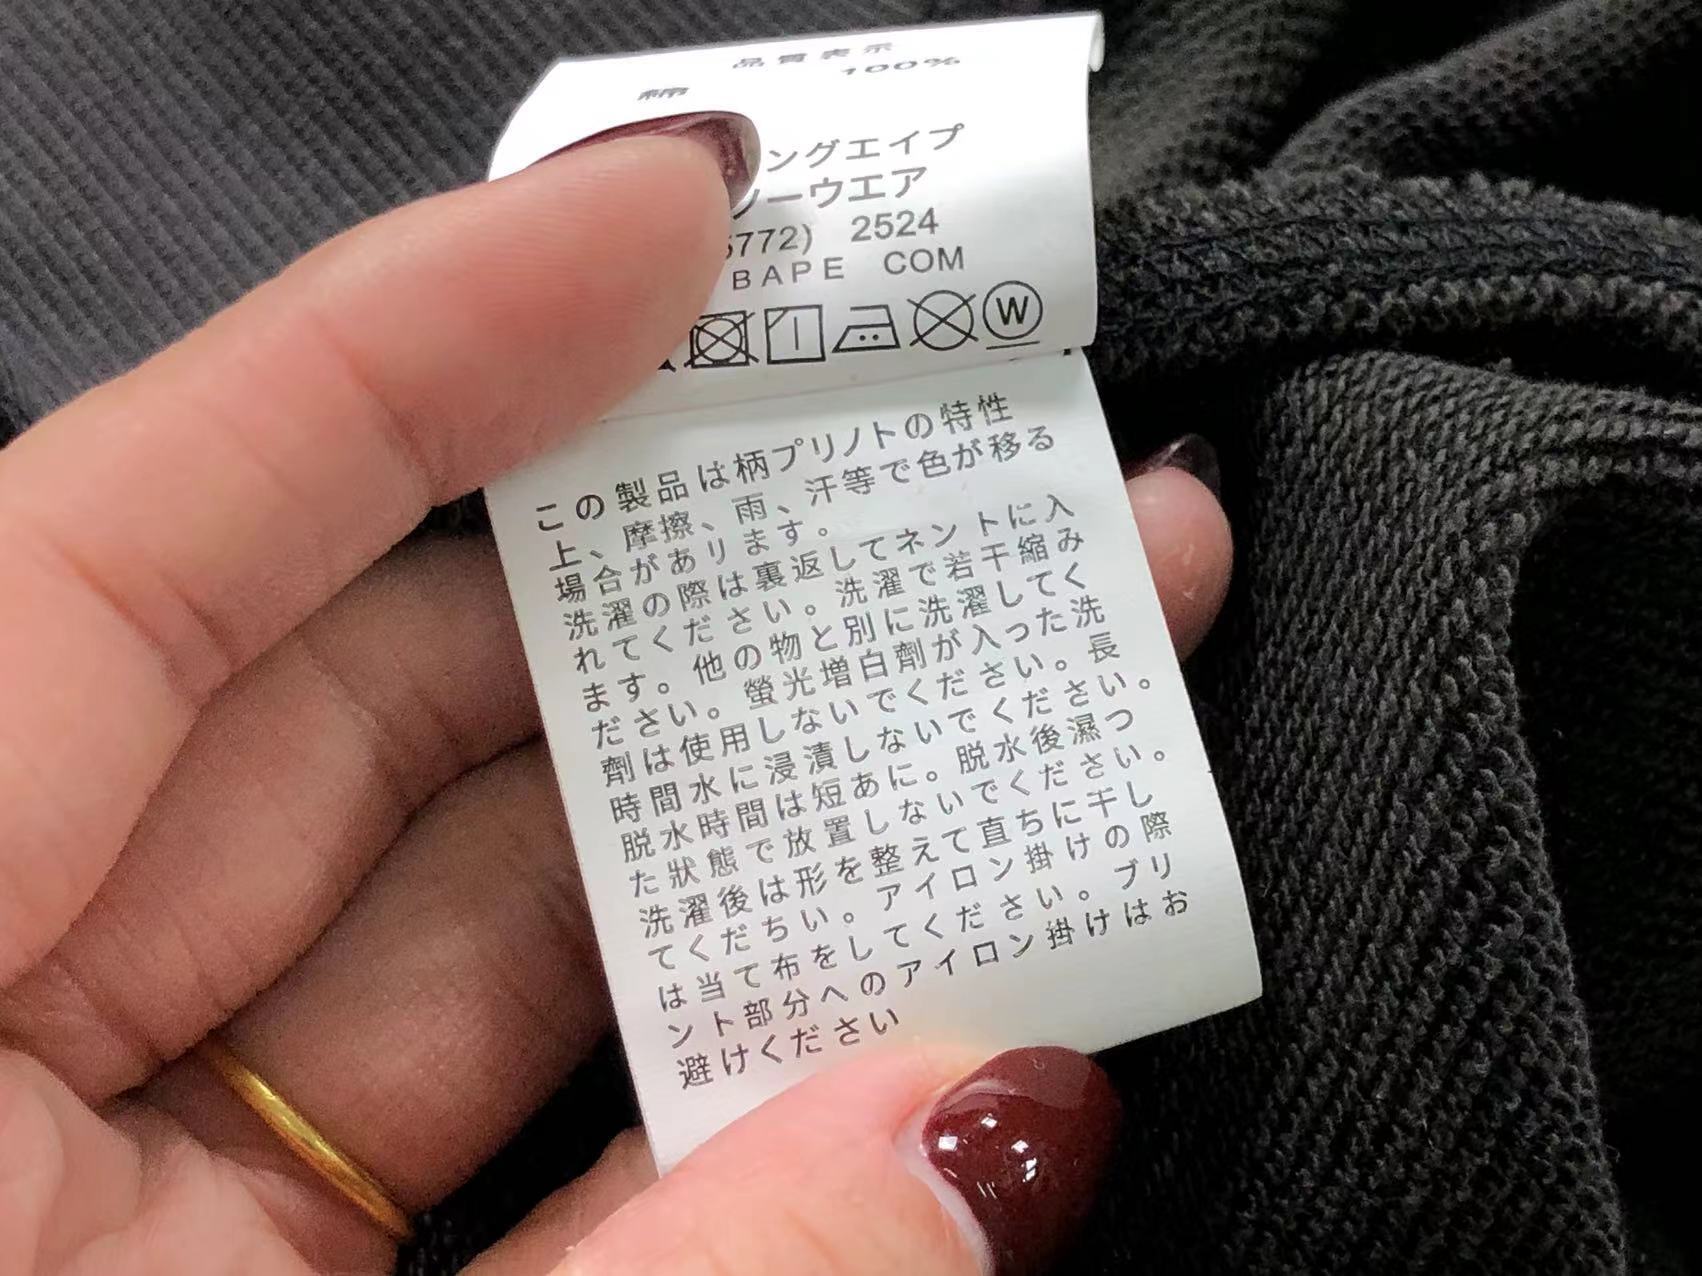 品質表示
綿 100%
ングエイプ
ソーウエア
5772) 2524
BAPE COM
W
この製品は柄プリノトの特性
上、摩擦、雨、汗等で色が移る
場合があリます。
洗濯の際は裏返してネントに入
れてください。洗濯で若干縮み
ます。他の物と別に洗濯してく
ださい。螢光增白劑が入った洗
劑は使用しないでください。長
時間水に浸漬しないでください。
脱水時間は短あに。脱水後濕つ
た狀態で放置しないでください。
洗濯後は形を整えて直ちに干し
てくだちい。アイロン掛けの際
は当て布をしてください。ブリ
ント部分へのアイロン掛けはお
避けください